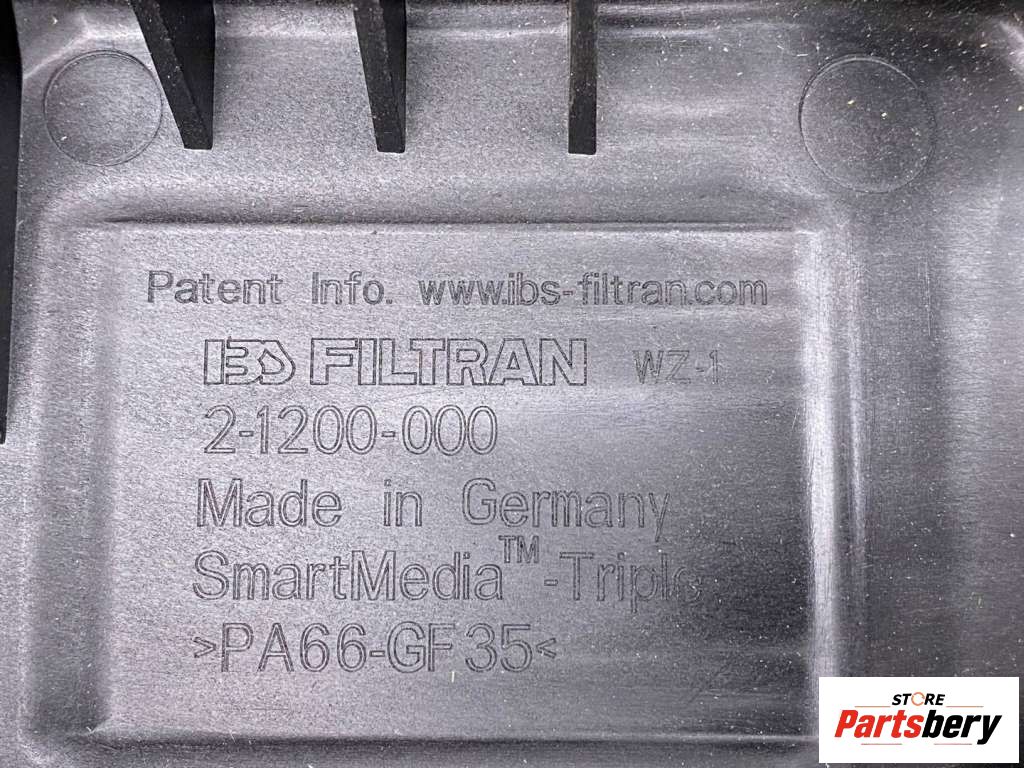 Patent Info. www.ibs-filtran.com
IBS FILTRAN WZ-1
2-1200-000
Made in Germany
SmartMedia™-Triple
>PA66-GF35<
STORE
Partsbery